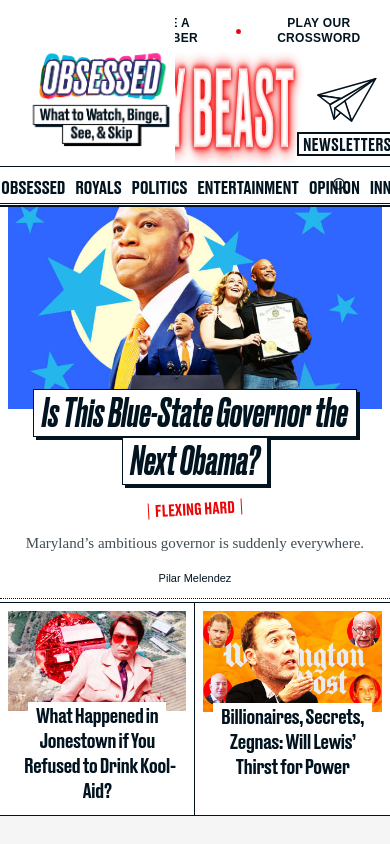 E A
BER
PLAY OUR
CROSSWORD
OBSESSED
What to Watch, Binge,
See, & Skip
Y BEAST
NEWSLETTERS
OBSESSED ROYALS POLITICS ENTERTAINMENT OPINION INN
Is This Blue-State Governor the
Next Obama?
FLEXING HARD
Maryland’s ambitious governor is suddenly everywhere.
Pilar Melendez
What Happened in
Jonestown if You
Refused to Drink Kool-
Aid?
Billionaires, Secrets,
Zegnas: Will Lewis’
Thirst for Power